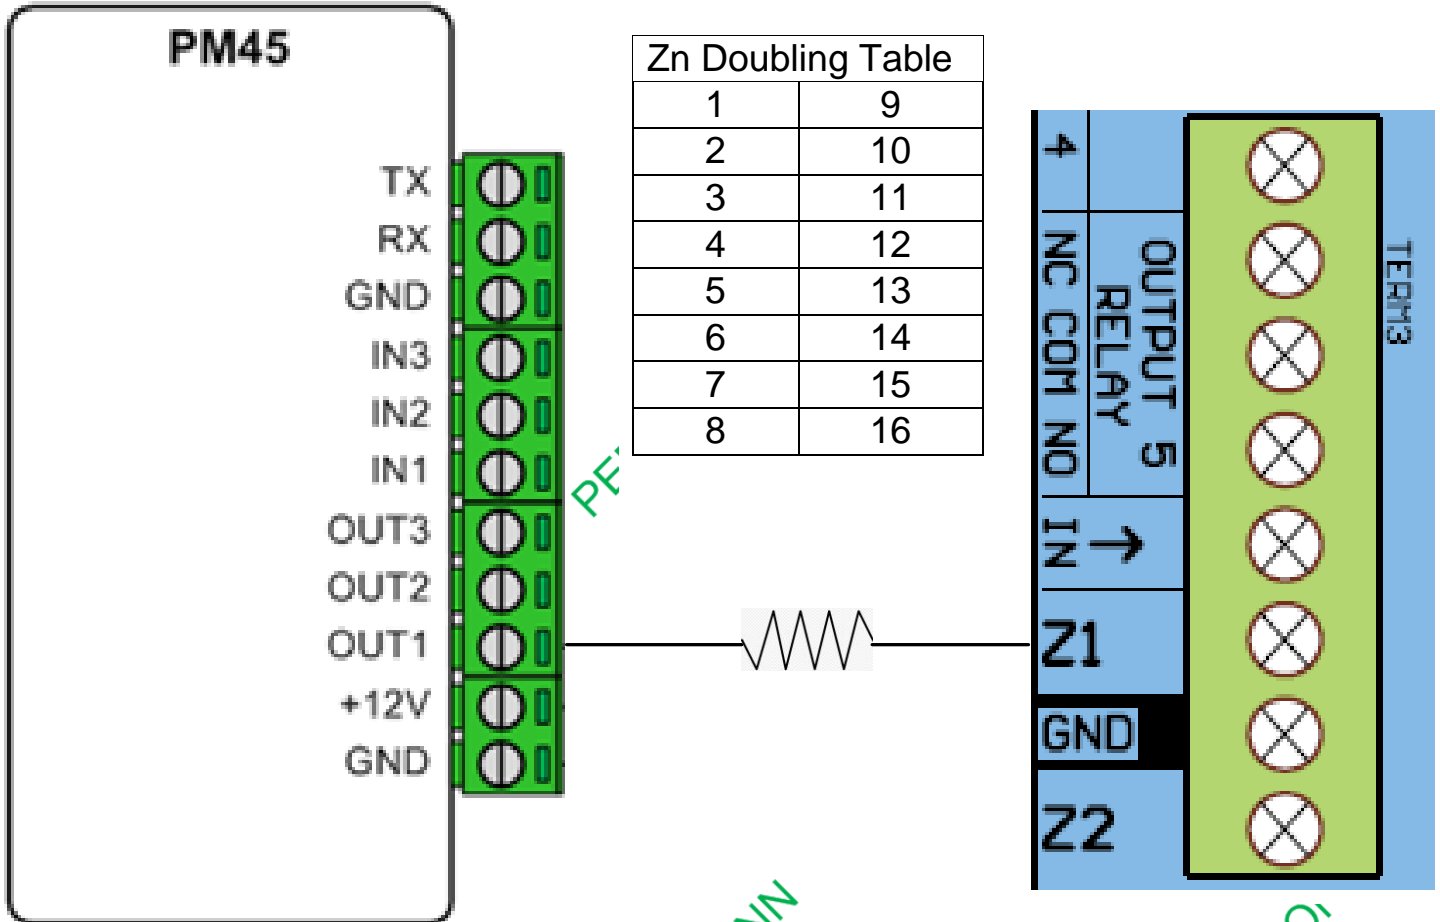 PM45
TX
RX
GND
IN3
IN2
IN1
OUT3
OUT2
OUT1
+12V
GND
Zn Doubling Table
1 9
2 10
3 11
4 12
5 13
6 14
7 15
8 16
4
NC COM NO
OUTPUT 5
RELAY
IN →
Z1
GND
Z2
TERM3